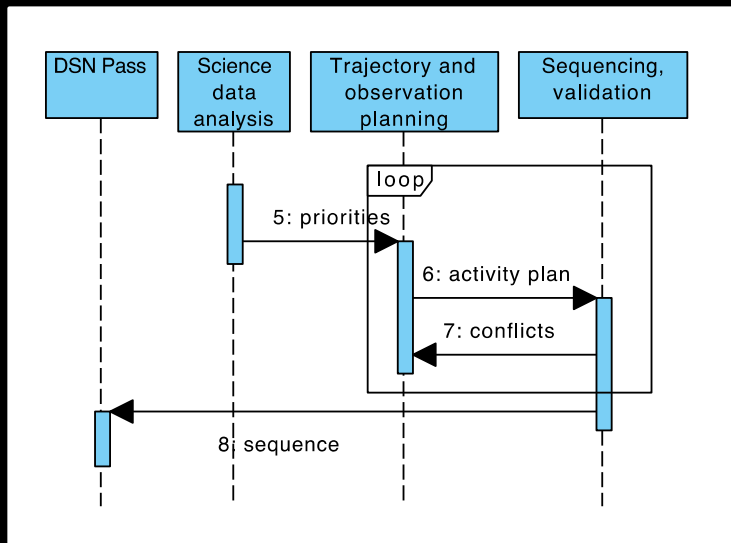 DSN Pass
Science
data
analysis
Trajectory and
observation
planning
Sequencing,
validation
loop
5: priorities
6: activity plan
7: conflicts
8: sequence